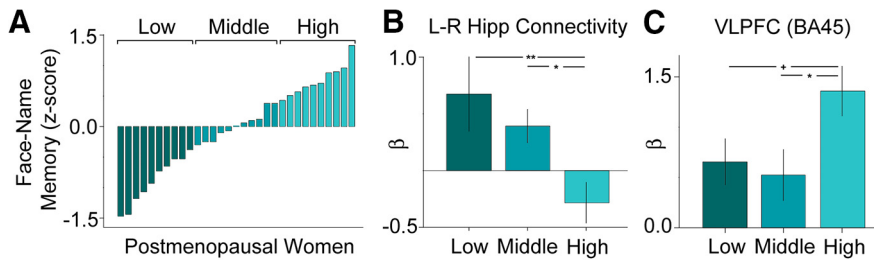 A
Low Middle High
1.5
0.0
-1.5
Face-Name
Memory (z-score)
Postmenopausal Women
B
L-R Hipp Connectivity
1.0
-0.5
β
**
*
Low Middle High
C
VLPFC (BA45)
1.5
0.0
β
+
*
Low Middle High